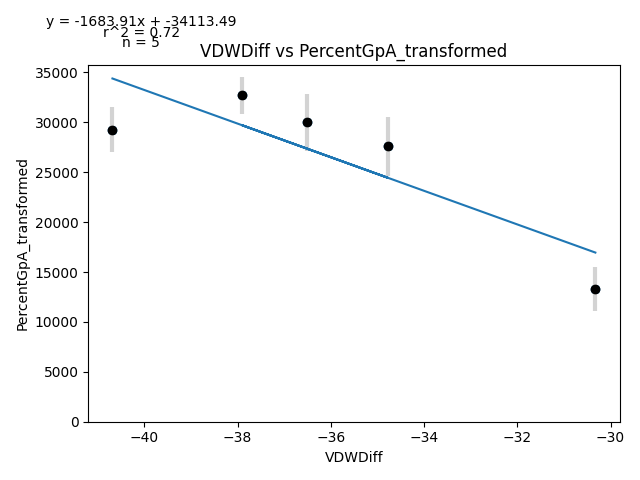 y = -1683.91x + -34113.49
r^2 = 0.72
n = 5
VDWDiff vs PercentGpA_transformed
35000
30000
25000
20000
15000
10000
5000
0
PercentGpA_transformed
−40 −38 −36 −34 −32 −30
VDWDiff